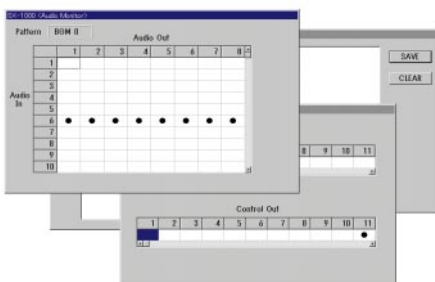 SX-1000 (Audio Monitor)
Pattern BGM 0
Audio Out
1 2 3 4 5 6 7 8
Audio In
1
2
3
4
5
6
7
8
9
10
SAVE
CLEAR
8 9 10 11
Control Out
1 2 3 4 5 6 7 8 9 10 11